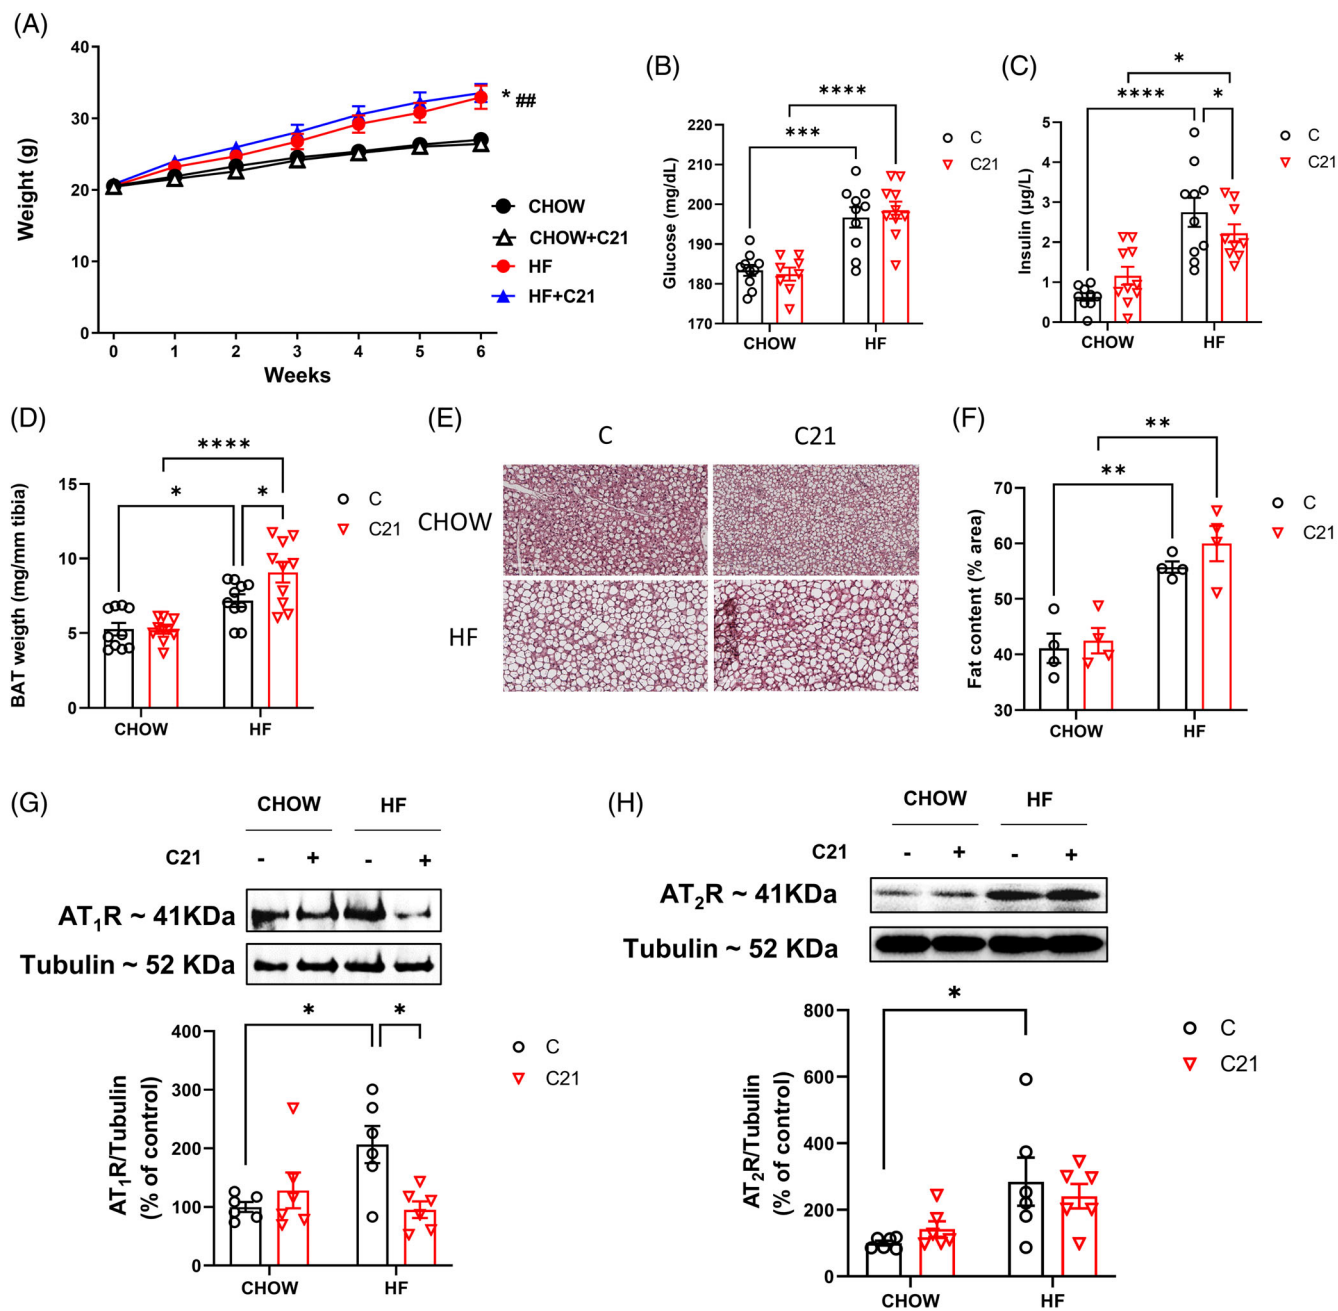 (A)
40
30
20
10
0
Weight (g)
0 1 2 3 4 5 6
Weeks
* ##
CHOW
CHOW+C21
HF
HF+C21
(B)
****
***
220
210
200
190
180
170
Glucose (mg/dL)
CHOW HF
C
C21
(C)
*
**** *
5
4
3
2
1
0
Insulin (µg/L)
CHOW HF
C
C21
(D)
****
* *
15
10
5
0
BAT weigth (mg/mm tibia)
CHOW HF
C
C21
(E)
C C21
CHOW
HF
(F)
**
**
70
60
50
40
30
Fat content (% area)
CHOW HF
C
C21
(G)
CHOW HF
C21 - + - +
AT₁R ~ 41KDa
Tubulin ~ 52 KDa
* *
400
300
200
100
0
AT₁R/Tubulin
(% of control)
CHOW HF
C
C21
(H)
CHOW HF
C21 - + - +
AT₂R ~ 41KDa
Tubulin ~ 52 KDa
*
800
600
400
200
0
AT₂R/Tubulin
(% of control)
CHOW HF
C
C21